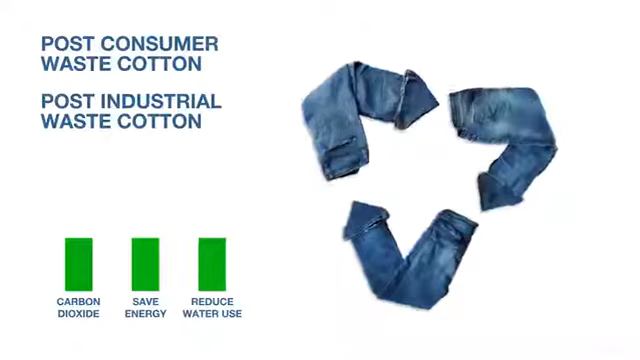 POST CONSUMER
WASTE COTTON
POST INDUSTRIAL
WASTE COTTON
CARBON
DIOXIDE
SAVE
ENERGY
REDUCE
WATER USE